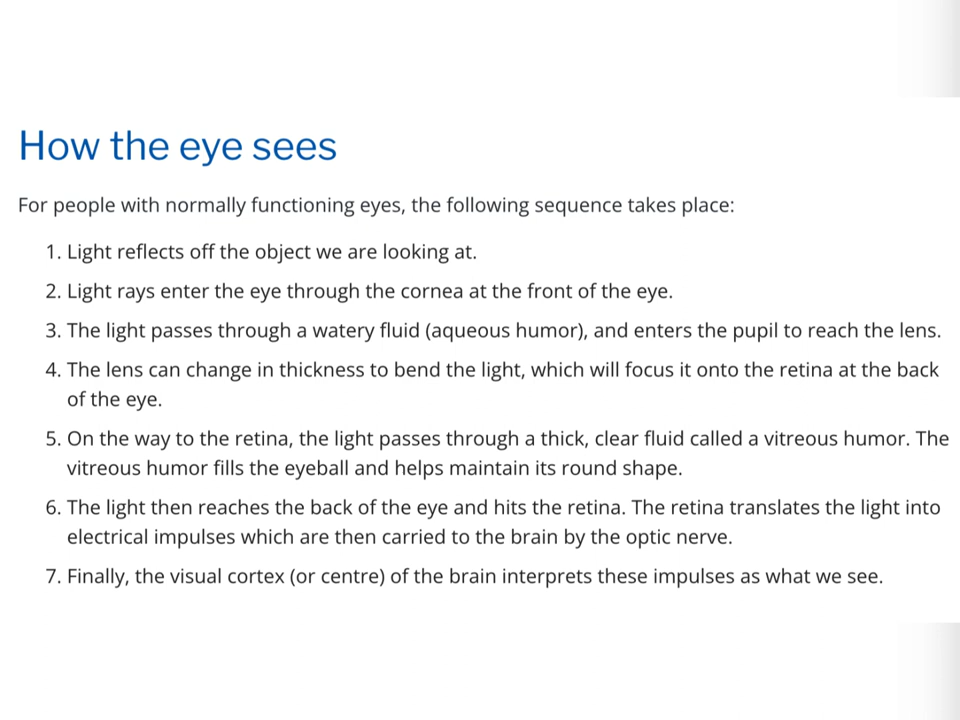 How the eye sees
For people with normally functioning eyes, the following sequence takes place:
1. Light reflects off the object we are looking at.
2. Light rays enter the eye through the cornea at the front of the eye.
3. The light passes through a watery fluid (aqueous humor), and enters the pupil to reach the lens.
4. The lens can change in thickness to bend the light, which will focus it onto the retina at the back
of the eye.
5. On the way to the retina, the light passes through a thick, clear fluid called a vitreous humor. The
vitreous humor fills the eyeball and helps maintain its round shape.
6. The light then reaches the back of the eye and hits the retina. The retina translates the light into
electrical impulses which are then carried to the brain by the optic nerve.
7. Finally, the visual cortex (or centre) of the brain interprets these impulses as what we see.